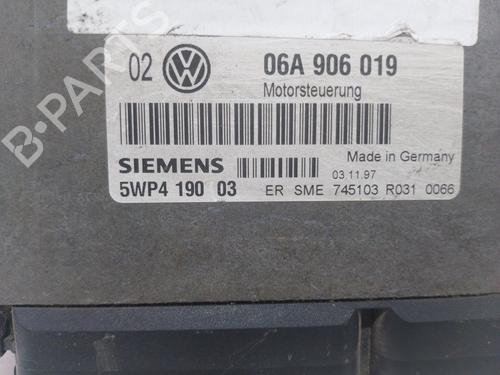 02 VW 06A 906 019
Motorsteuerung
SIEMENS Made in Germany
03.11.97
5WP4 190 03 ER SME 745103 R031 0066
B-PARTS